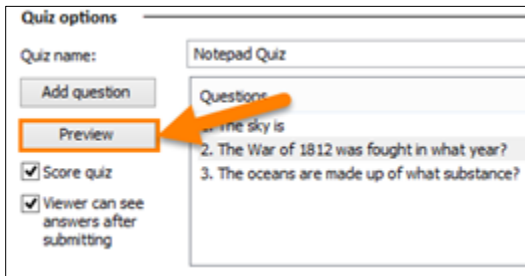 Quiz options
Quiz name:
Notepad Quiz
Add question
Questions
Preview
1. The sky is
2. The War of 1812 was fought in what year?
3. The oceans are made up of what substance?
Score quiz
Viewer can see
answers after
submitting